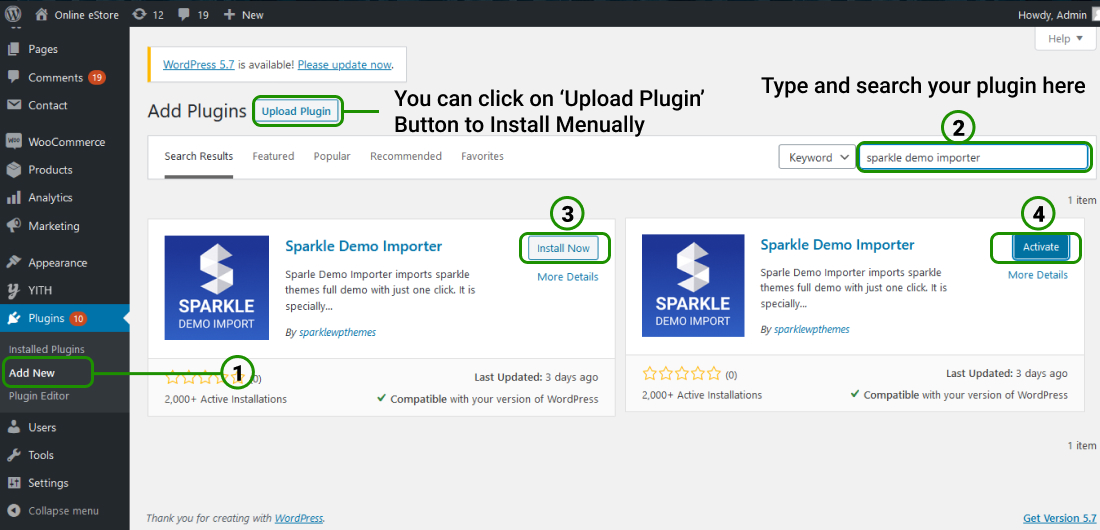 Online eStore
12
19
New
Howdy, Admin
Help
Pages
Comments 19
Contact
WooCommerce
Products
Analytics
Marketing
Appearance
YITH
Plugins 10
Installed Plugins
Add New
Plugin Editor
Users
Tools
Settings
Collapse menu
WordPress 5.7 is available! Please update now.
Add Plugins
Upload Plugin
You can click on ‘Upload Plugin’
Button to Install Menually
Type and search your plugin here
2
Search Results
Featured
Popular
Recommended
Favorites
Keyword
sparkle demo importer
1 item
3
SPARKLE
DEMO IMPORT
Sparkle Demo Importer
Install Now
More Details
Sparle Demo Importer imports sparkle
themes full demo with just one click. It is
specially...
By sparklewpthemes
1
(0)
2,000+ Active Installations
Last Updated: 3 days ago
Compatible with your version of WordPress
4
SPARKLE
DEMO IMPORT
Sparkle Demo Importer
Activate
More Details
Sparle Demo Importer imports sparkle
themes full demo with just one click. It is
specially...
By sparklewpthemes
(0)
2,000+ Active Installations
Last Updated: 3 days ago
Compatible with your version of WordPress
1 item
Thank you for creating with WordPress.
Get Version 5.7